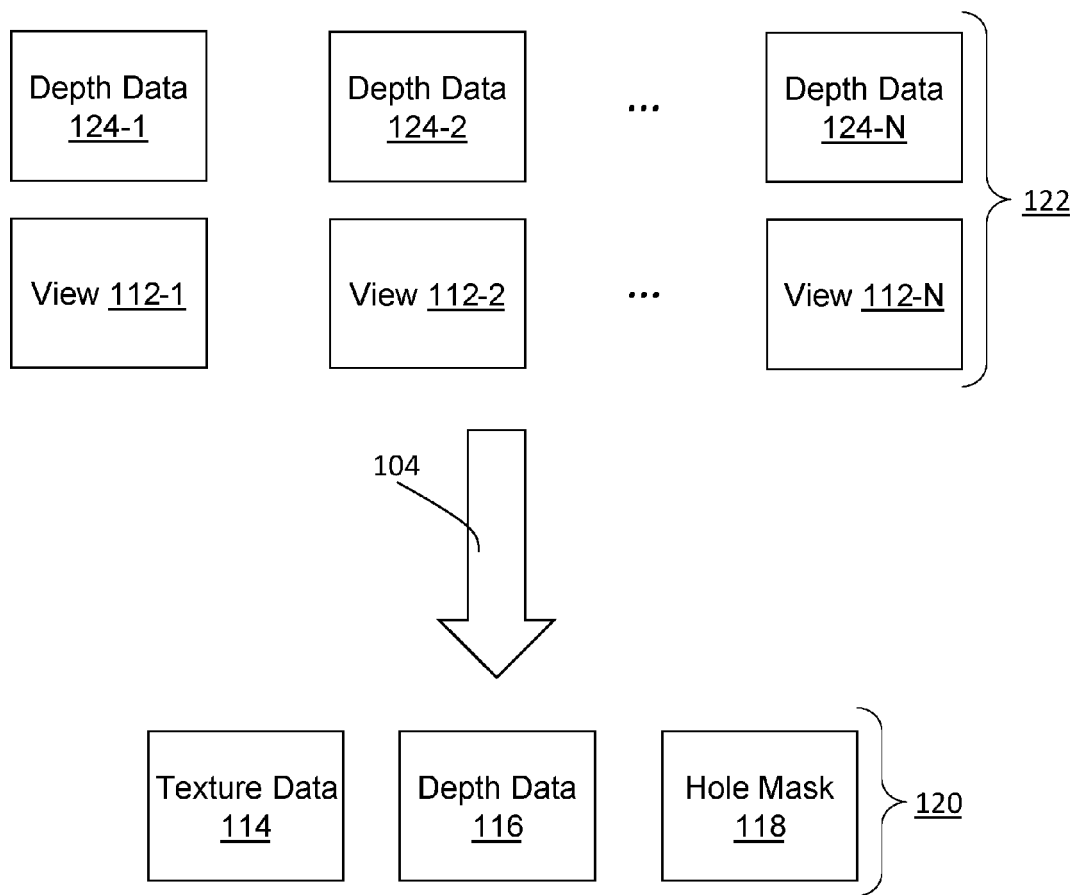 Depth Data
124-1
Depth Data
124-2
...
Depth Data
124-N
122
View 112-1
View 112-2
...
View 112-N
104
Texture Data
114
Depth Data
116
Hole Mask
118
120